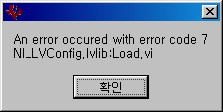 An error occured with error code 7
NI_LVConfig,lvlib:Load,vi
확인